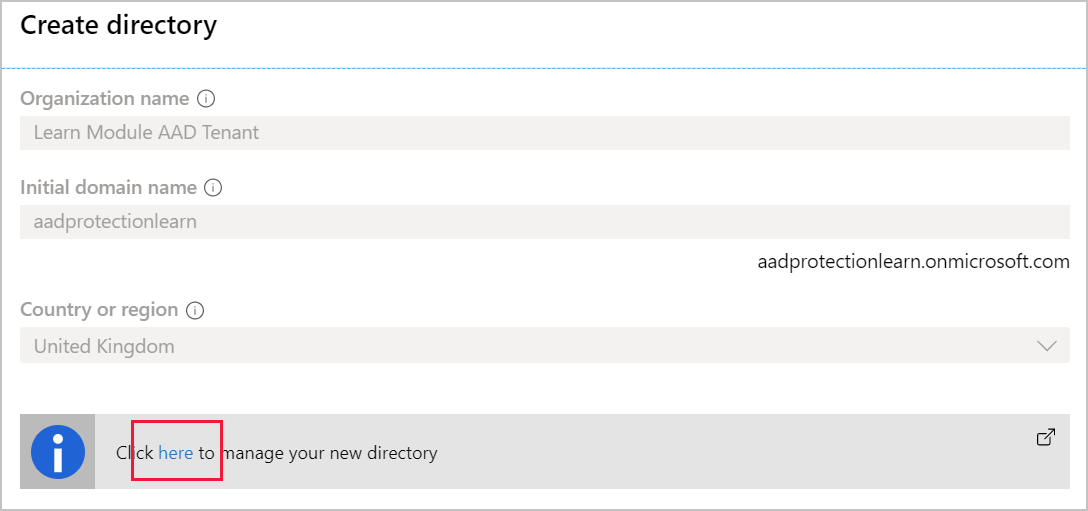 Create directory
Organization name
Learn Module AAD Tenant
Initial domain name
aadprotectionlearn
aadprotectionlearn.onmicrosoft.com
Country or region
United Kingdom
Click here to manage your new directory